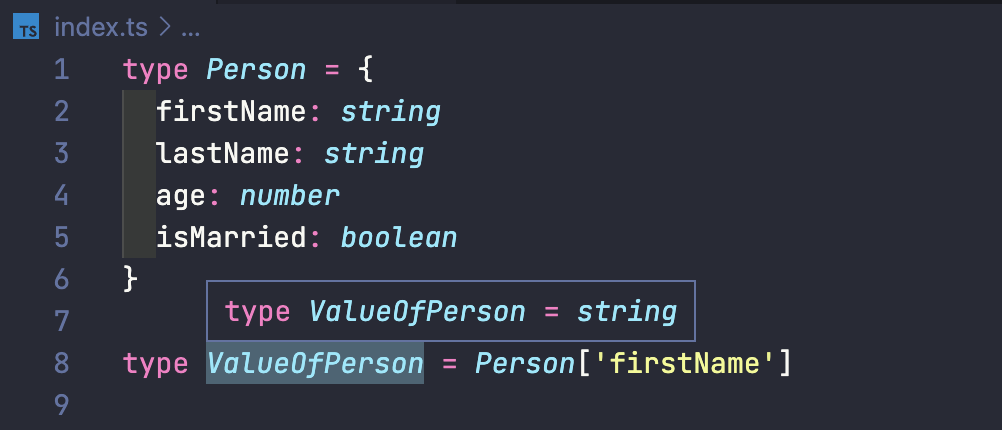 TS index.ts > ...
1 type Person = {
2 firstName: string
3 lastName: string
4 age: number
5 isMarried: boolean
6 }
7
type ValueOfPerson = string
8 type ValueOfPerson = Person['firstName']
9